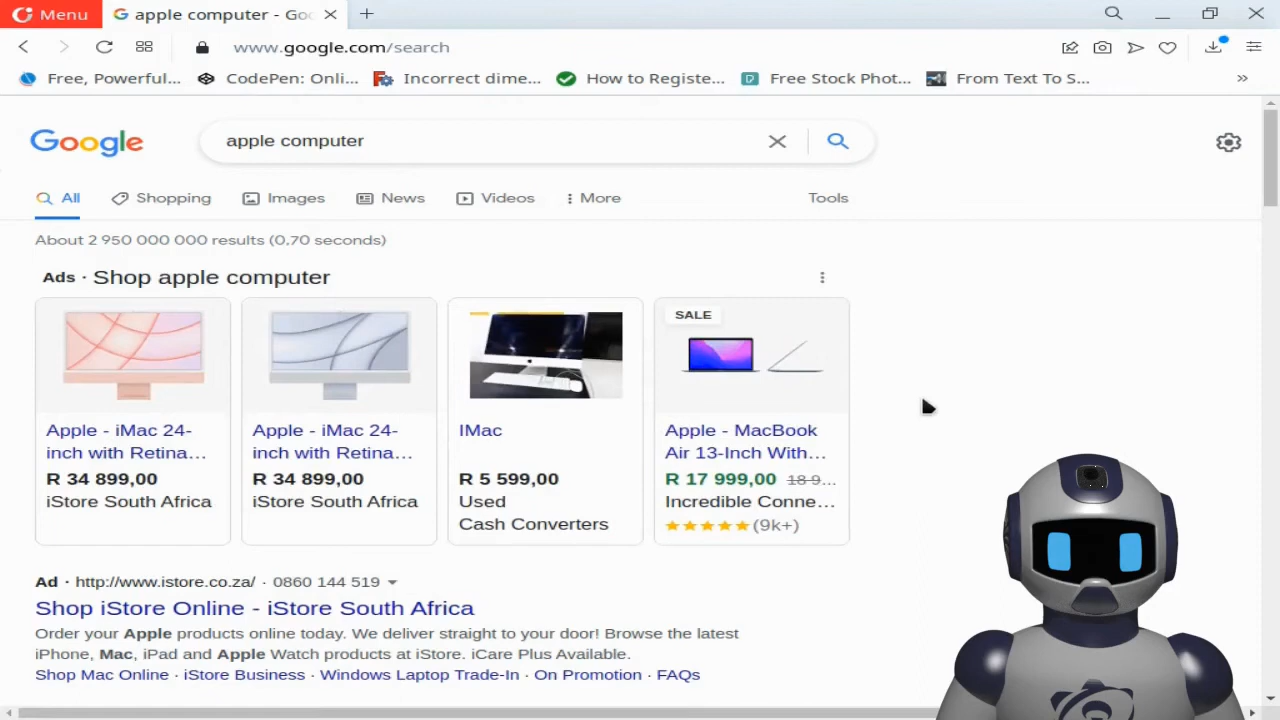 Menu
apple computer - Goo
www.google.com/search
Free, Powerful... CodePen: Onli... Incorrect dime... How to Registe... Free Stock Phot... From Text To S... »
Google
apple computer
All Shopping Images News Videos More Tools
About 2 950 000 000 results (0,70 seconds)
Ads · Shop apple computer
Apple - iMac 24-
inch with Retina...
R 34 899,00
iStore South Africa
Apple - iMac 24-
inch with Retina...
R 34 899,00
iStore South Africa
IMac
R 5 599,00
Used
Cash Converters
SALE
Apple - MacBook
Air 13-Inch With...
R 17 999,00 18 9...
Incredible Conne...
(9k+)
Ad · http://www.istore.co.za/ · 0860 144 519
Shop iStore Online - iStore South Africa
Order your Apple products online today. We deliver straight to your door! Browse the latest
iPhone, Mac, iPad and Apple Watch products at iStore. iCare Plus Available.
Shop Mac Online · iStore Business · Windows Laptop Trade-In · On Promotion · FAQs